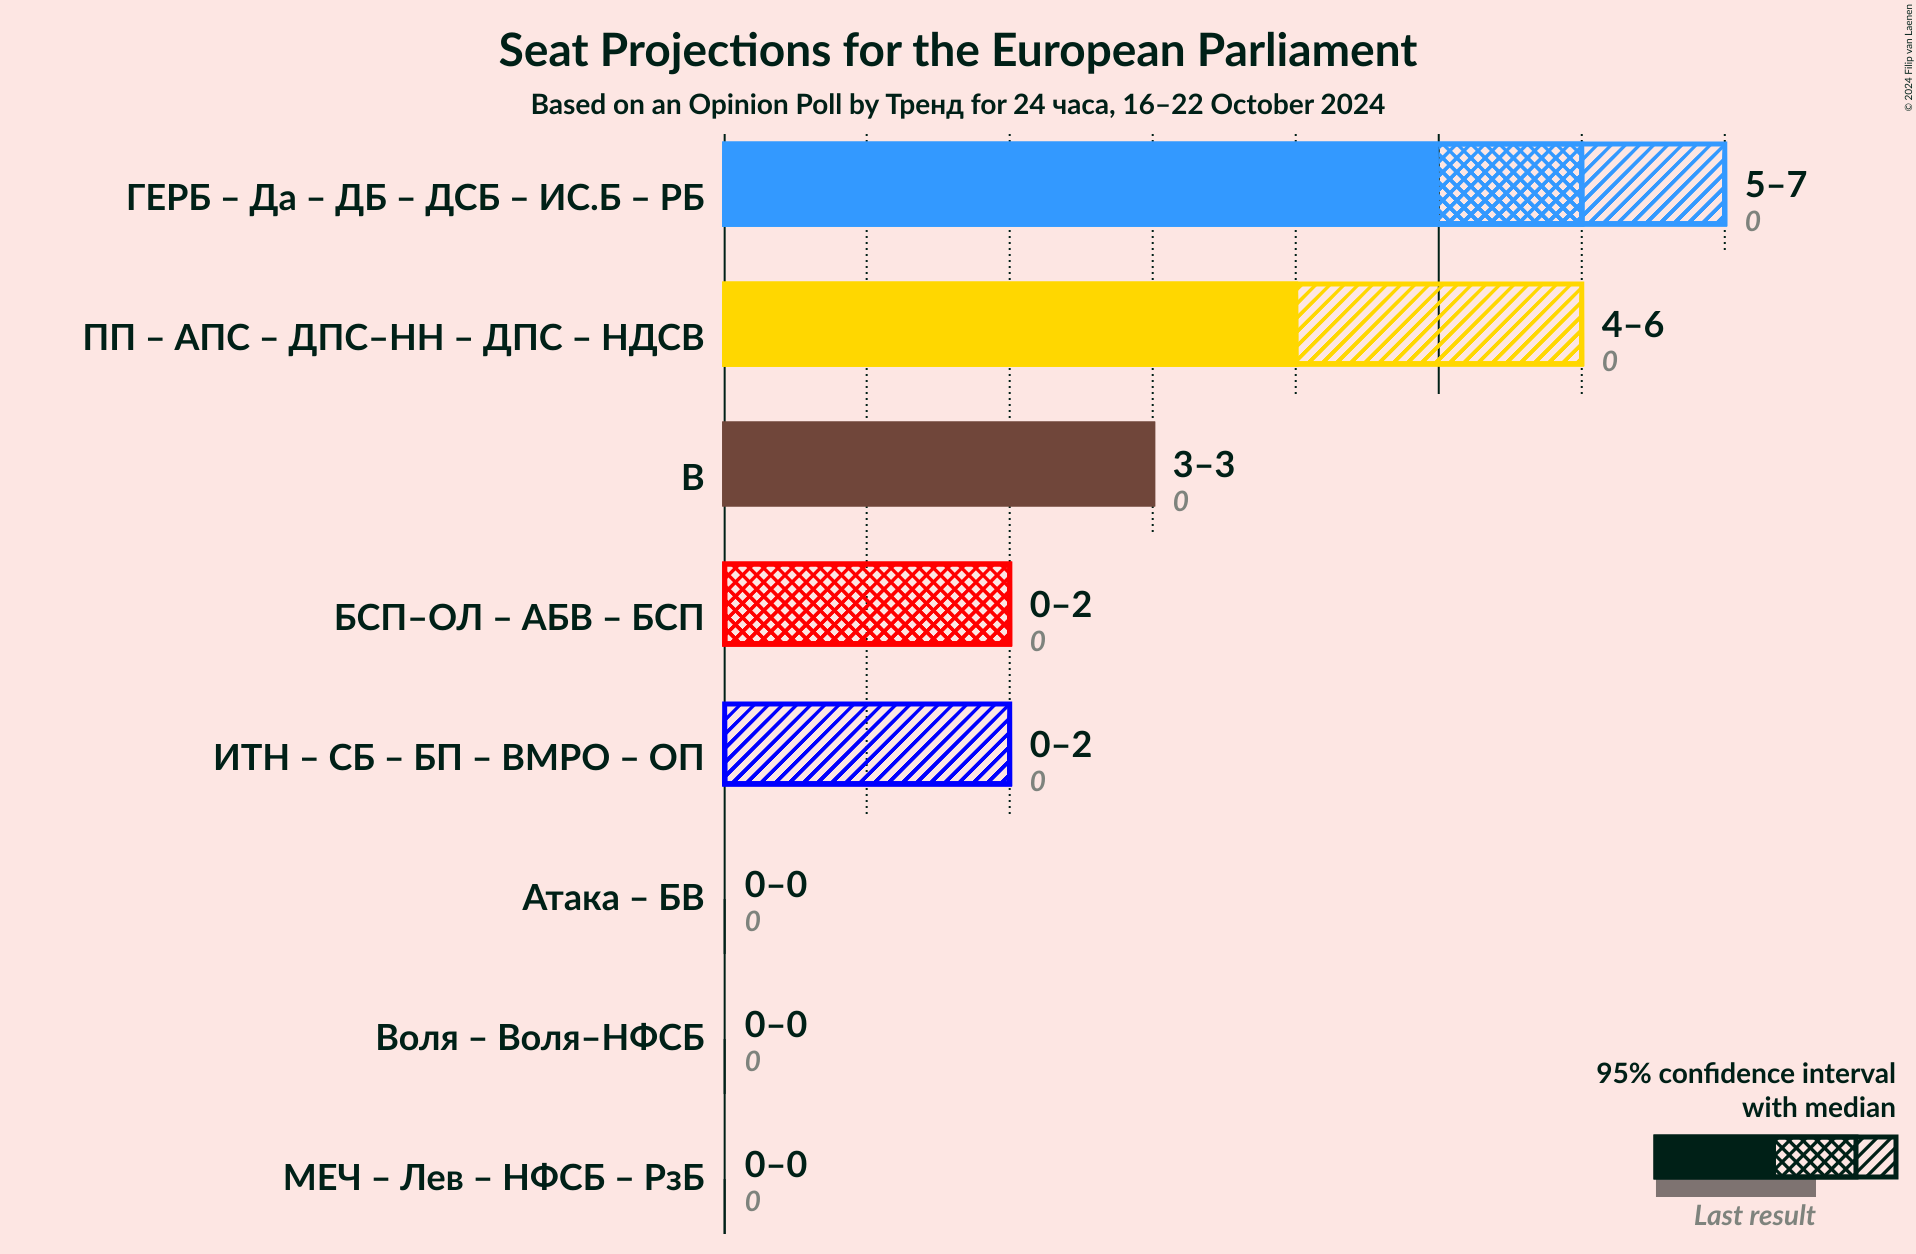 Seat Projections for the European Parliament
Based on an Opinion Poll by Тренд for 24 часа, 16–22 October 2024
© 2024 Filip van Laenen
ГЕРБ – Да – ДБ – ДСБ – ИС.Б – РБ
5–7
0
ПП – АПС – ДПС–НН – ДПС – НДСВ
4–6
0
В
3–3
0
БСП–ОЛ – АБВ – БСП
0–2
0
ИТН – СБ – БП – ВМРО – ОП
0–2
0
Атака – БВ
0–0
0
Воля – Воля–НФСБ
0–0
0
МЕЧ – Лев – НФСБ – РзБ
0–0
0
95% confidence interval
with median
Last result